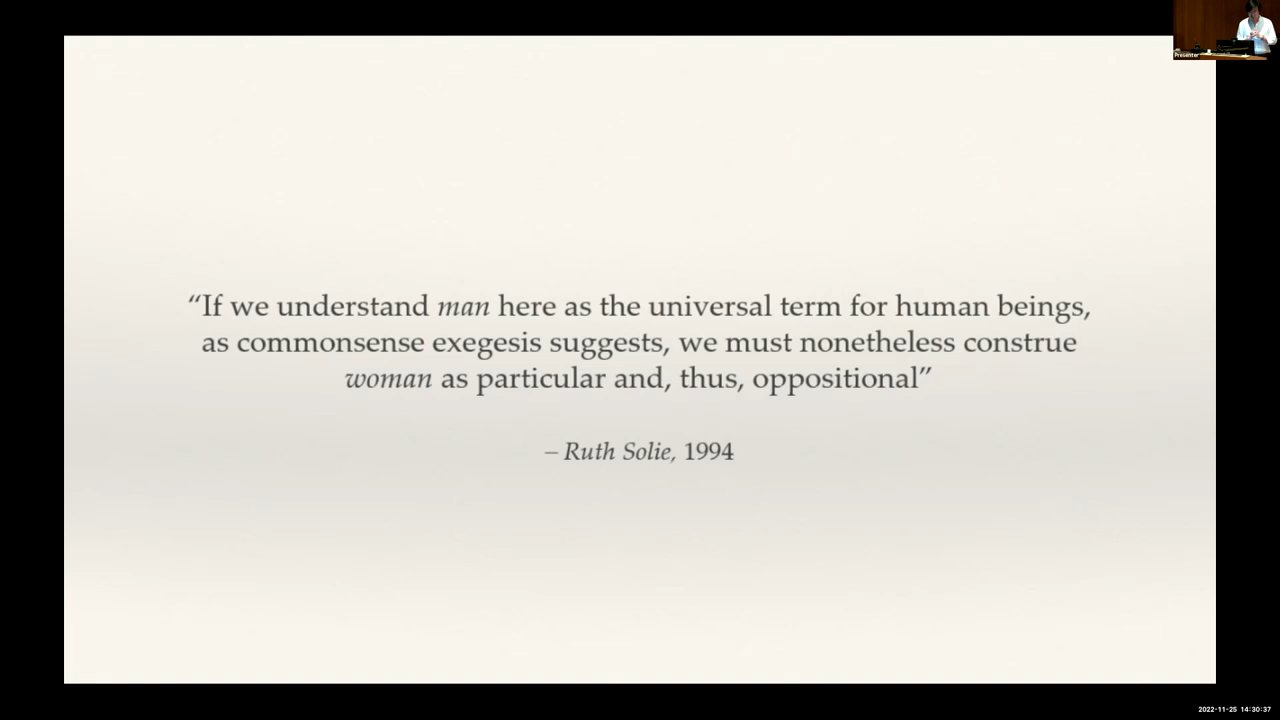 Presenter
“If we understand man here as the universal term for human beings,
as commonsense exegesis suggests, we must nonetheless construe
woman as particular and, thus, oppositional”
– Ruth Solie, 1994
2022-11-25 14:30:37